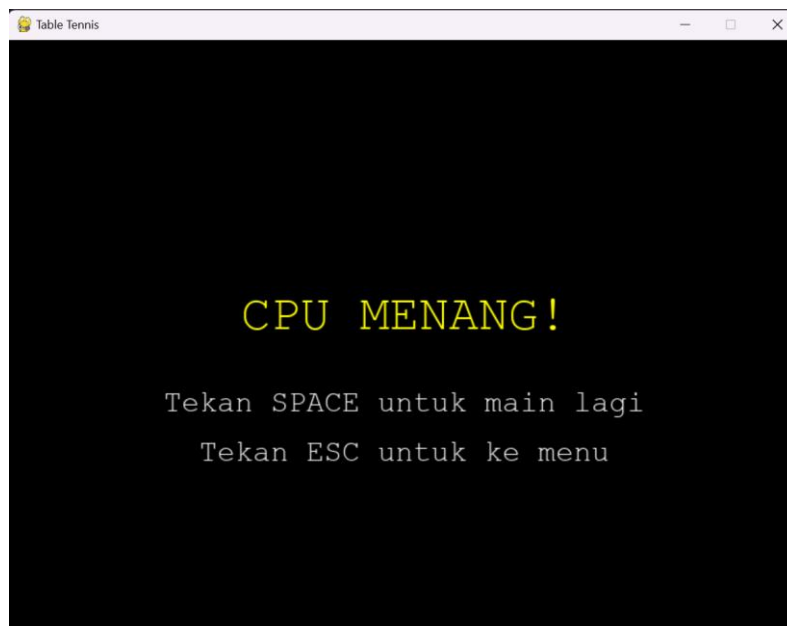 Table Tennis
CPU MENANG!
Tekan SPACE untuk main lagi
Tekan ESC untuk ke menu